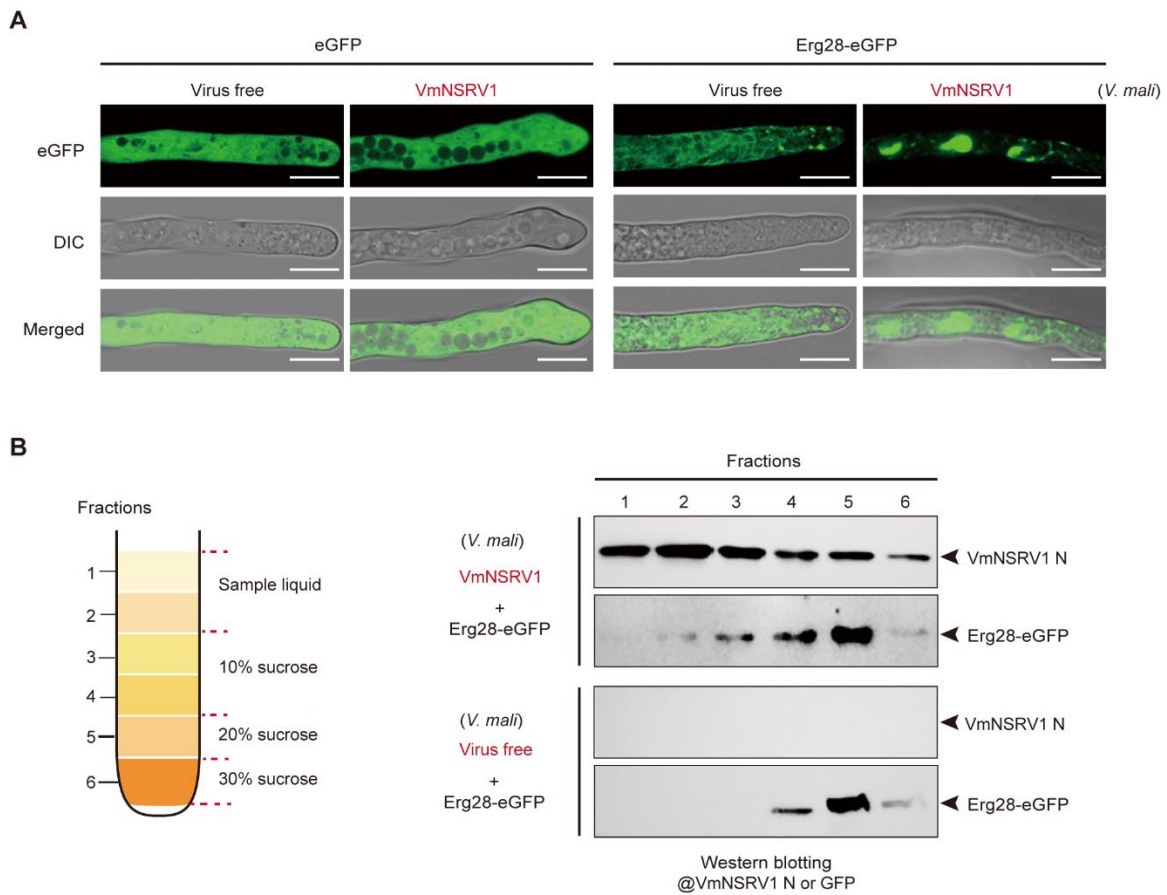 A
eGFP
Erg28-eGFP
Virus free
VmNSRV1
Virus free
VmNSRV1
(V. mali)
eGFP
DIC
Merged
B
Fractions
1
2
3
4
5
6
Sample liquid
10% sucrose
20% sucrose
30% sucrose
Fractions
1 2 3 4 5 6
(V. mali)
VmNSRV1
+
Erg28-eGFP
VmNSRV1 N
Erg28-eGFP
(V. mali)
Virus free
+
Erg28-eGFP
VmNSRV1 N
Erg28-eGFP
Western blotting
@VmNSRV1 N or GFP